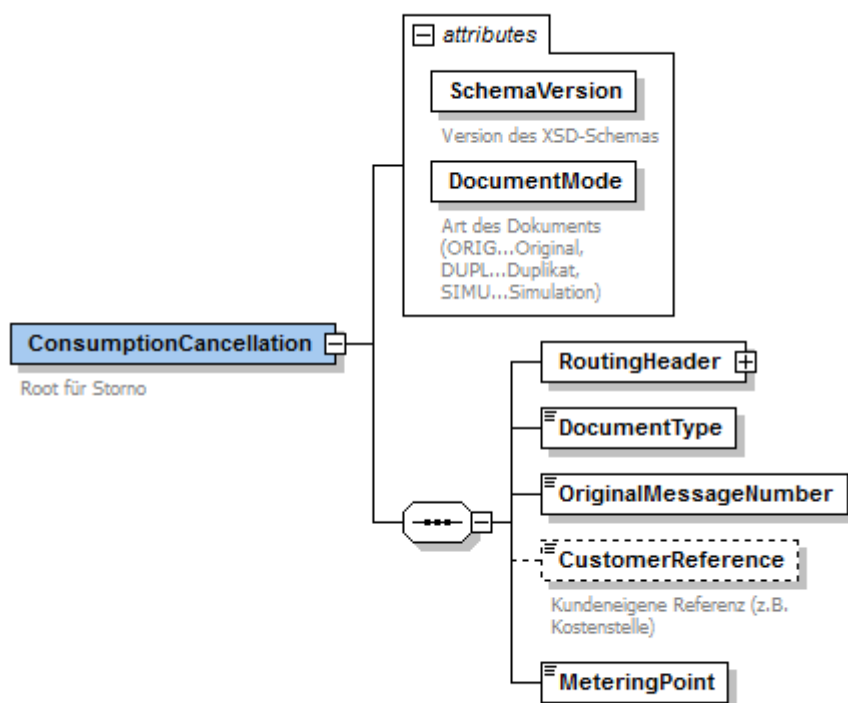 attributes
SchemaVersion
Version des XSD-Schemas
DocumentMode
Art des Dokuments
(ORIG...Original,
DUPL...Duplikat,
SIMU...Simulation)
ConsumptionCancellation
Root für Storno
RoutingHeader
DocumentType
OriginalMessageNumber
CustomerReference
Kundeneigene Referenz (z.B.
Kostenstelle)
MeteringPoint